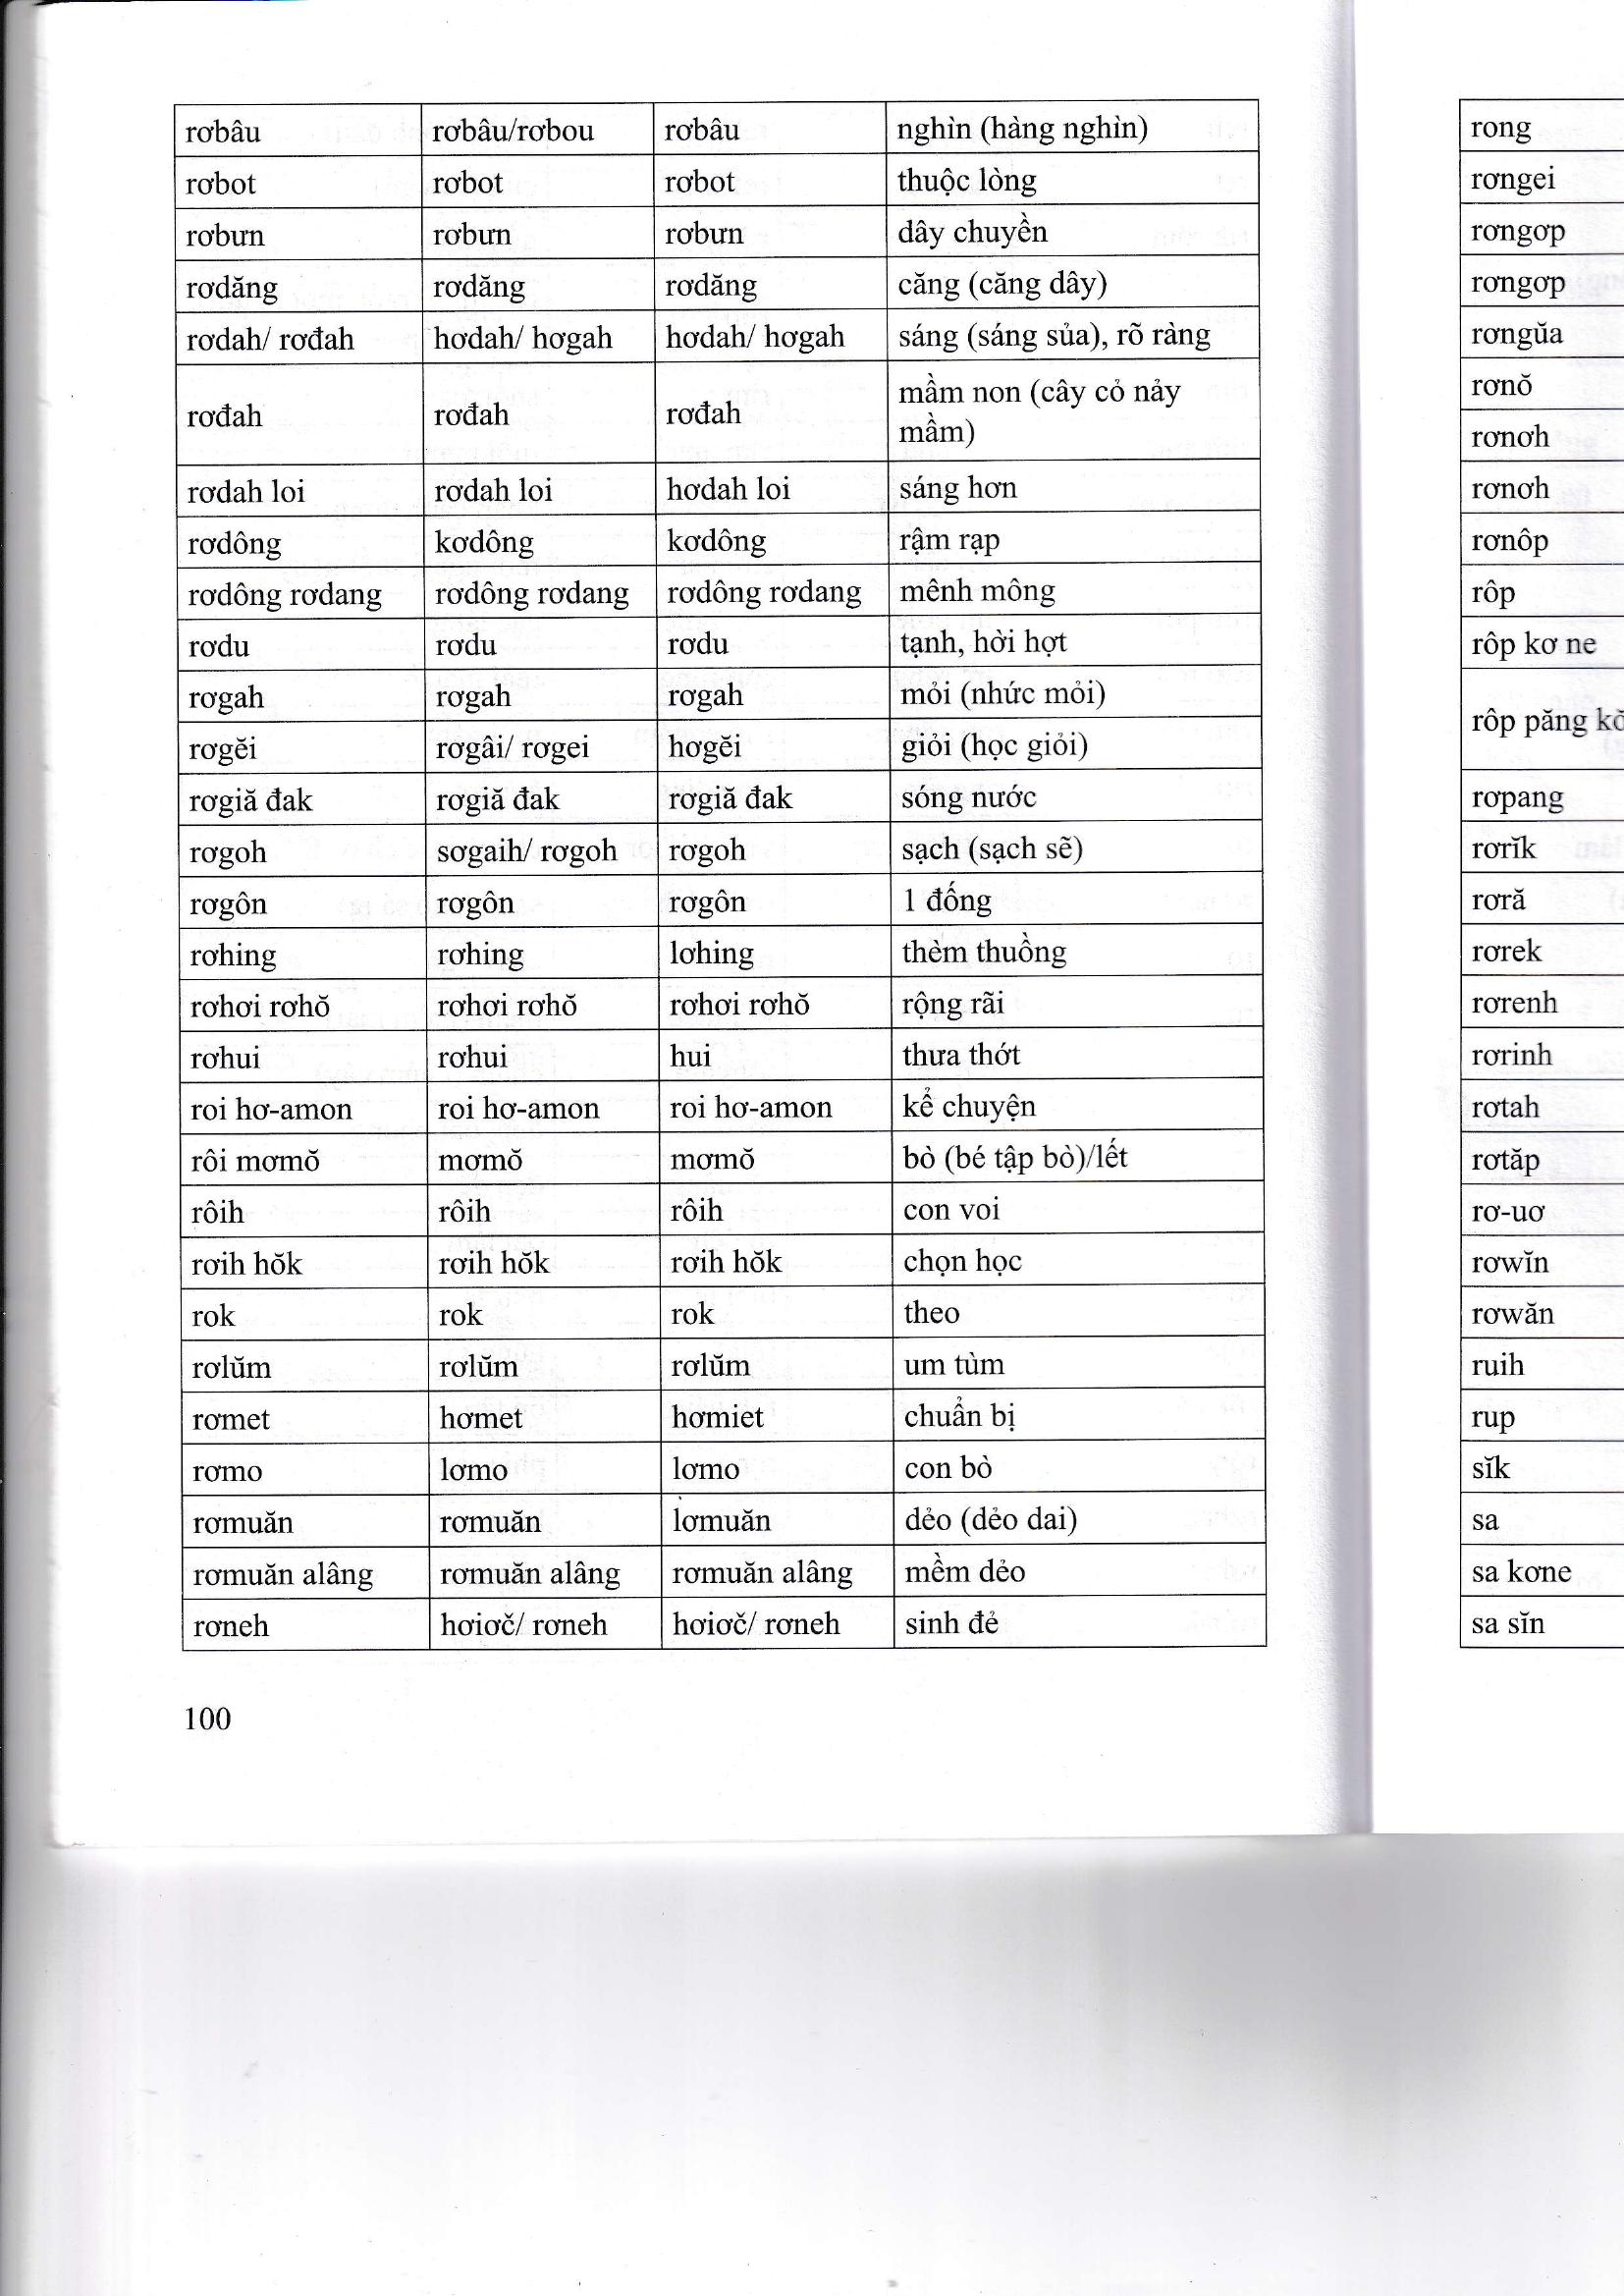 rơbâu rơbâu/rơbou rơbâu nghìn (hàng nghìn)
rơbot rơbot rơbot thuộc lòng
rơbưn rơbưn rơbưn dây chuyền
rơdăng rơdăng rơdăng căng (căng dây)
rơdah/ rơđah hơdah/ hơgah hơdah/ hơgah sáng (sáng sủa), rõ ràng
rơđah rơđah rơđah mầm non (cây cỏ nảy
mầm)
rơdah loi rơdah loi hơdah loi sáng hơn
rơdông kơdông kơdông rậm rạp
rơdông rơdang rơdông rơdang rơdông rơdang mênh mông
rơdu rơdu rơdu tạnh, hời hợt
rơgah rơgah rơgah mỏi (nhức mỏi)
rơgĕi rơgâi/ rơgei hơgĕi giỏi (học giỏi)
rơgiă đak rơgiă đak rơgiă đak sóng nước
rơgoh sơgaih/ rơgoh rơgoh sạch (sạch sẽ)
rơgôn rơgôn rơgôn 1 đống
rơhing rơhing lơhing thèm thuồng
rơhơi rơhŏ rơhơi rơhŏ rơhơi rơhŏ rộng rãi
rơhui rơhui hui thưa thớt
roi hơ-amon roi hơ-amon roi hơ-amon kể chuyện
rôi mơmŏ mơmŏ mơmŏ bò (bé tập bò)/lết
rôih rôih rôih con voi
rơih hŏk rơih hŏk rơih hŏk chọn học
rok rok rok theo
rơlŭm rơlŭm rơlŭm um tùm
rơmet hơmet hơmiet chuẩn bị
rơmo lơmo lơmo con bò
rơmuăn rơmuăn lơmuăn dẻo (dẻo dai)
rơmuăn alâng rơmuăn alâng rơmuăn alâng mềm dẻo
rơneh hơiơč/ rơneh hơiơč/ rơneh sinh đẻ
100
rong
rơngei
rơngơp
rơngơp
rơngŭa
rơnŏ
rơnơh
rơnơh
rơnôp
rôp
rôp kơ ne
rôp păng
rơpang
rơrĭk
rơră
rơrek
rơrenh
rơrinh
rơtah
rơtăp
rơ-uơ
rơwĭn
rơwăn
ruih
rup
sĭk
sa
sa kơne
sa sĭn